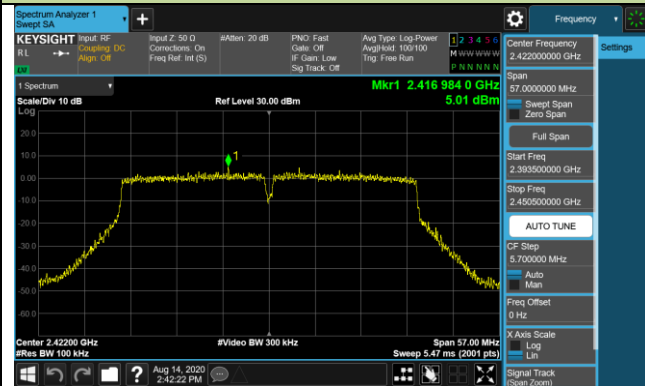 Spectrum Analyzer 1
Swept SA
+
Frequency
KEYSIGHT
Input: RF
Input Z: 50 Ω
#Atten: 20 dB
PNO: Fast
Avg Type: Log-Power
1 2 3 4 5 6
RL
Coupling: DC
Corrections: On
Gate: Off
Avg|Hold: 100/100
M W W W W W
Align: Off
Freq Ref: Int (S)
IF Gain: Low
Trig: Free Run
P N N N N N
Sig Track: Off
1 Spectrum
Mkr1 2.416 984 0 GHz
Scale/Div 10 dB
Ref Level 30.00 dBm
5.01 dBm
Log
20.0
10.0
0.00
-10.0
-20.0
-30.0
-40.0
-50.0
-60.0
1
Center 2.42200 GHz
#Video BW 300 kHz
Span 57.00 MHz
#Res BW 100 kHz
Sweep 5.47 ms (2001 pts)
Aug 14, 2020
2:42:22 PM
Center Frequency
2.422000000 GHz
Settings
Span
57.0000000 MHz
Swept Span
Zero Span
Full Span
Start Freq
2.393500000 GHz
Stop Freq
2.450500000 GHz
AUTO TUNE
CF Step
5.700000 MHz
Auto
Man
Freq Offset
0 Hz
X Axis Scale
Log
Lin
Signal Track
(Span Zoom)